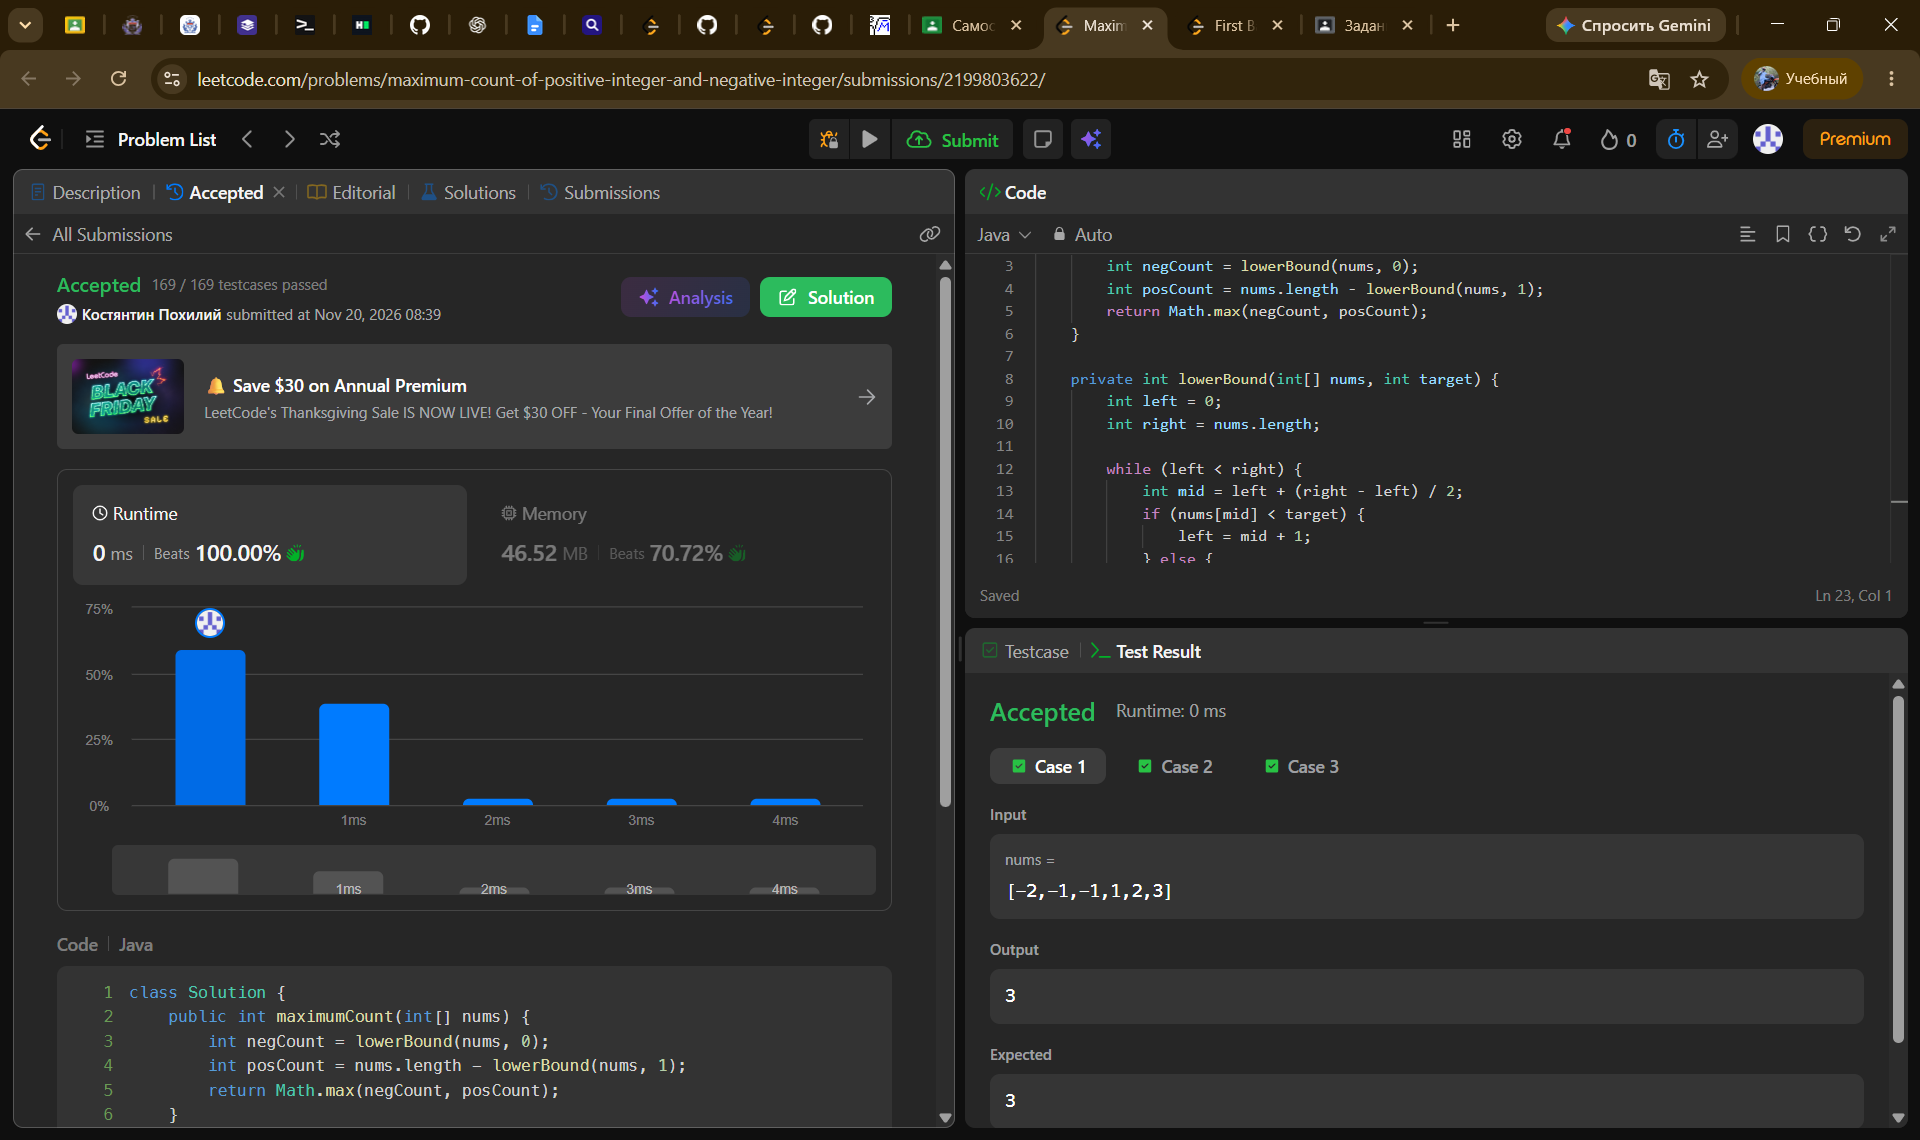 Самос
Maxim
First B
Задан
Спросить Gemini
leetcode.com/problems/maximum-count-of-positive-integer-and-negative-integer/submissions/2199803622/
Учебный
Problem List
Submit
0
Premium
Description
Accepted
Editorial
Solutions
Submissions
All Submissions
Accepted 169 / 169 testcases passed
Костянтин Похилий submitted at Nov 20, 2026 08:39
Analysis
Solution
LeetCode
BLACK
FRIDAY
SALE
Save $30 on Annual Premium
LeetCode's Thanksgiving Sale IS NOW LIVE! Get $30 OFF - Your Final Offer of the Year!
Runtime
0 ms Beats 100.00%
Memory
46.52 MB Beats 70.72%
75%
50%
25%
0%
1ms 2ms 3ms 4ms
1ms 2ms 3ms 4ms
Code Java
1 class Solution {
2 public int maximumCount(int[] nums) {
3 int negCount = lowerBound(nums, 0);
4 int posCount = nums.length - lowerBound(nums, 1);
5 return Math.max(negCount, posCount);
6 }
Code
Java
Auto
3 int negCount = lowerBound(nums, 0);
4 int posCount = nums.length - lowerBound(nums, 1);
5 return Math.max(negCount, posCount);
6 }
7
8 private int lowerBound(int[] nums, int target) {
9 int left = 0;
10 int right = nums.length;
11
12 while (left < right) {
13 int mid = left + (right - left) / 2;
14 if (nums[mid] < target) {
15 left = mid + 1;
16 } else {
Saved
Ln 23, Col 1
Testcase
Test Result
Accepted Runtime: 0 ms
Case 1
Case 2
Case 3
Input
nums =
[-2,-1,-1,1,2,3]
Output
3
Expected
3